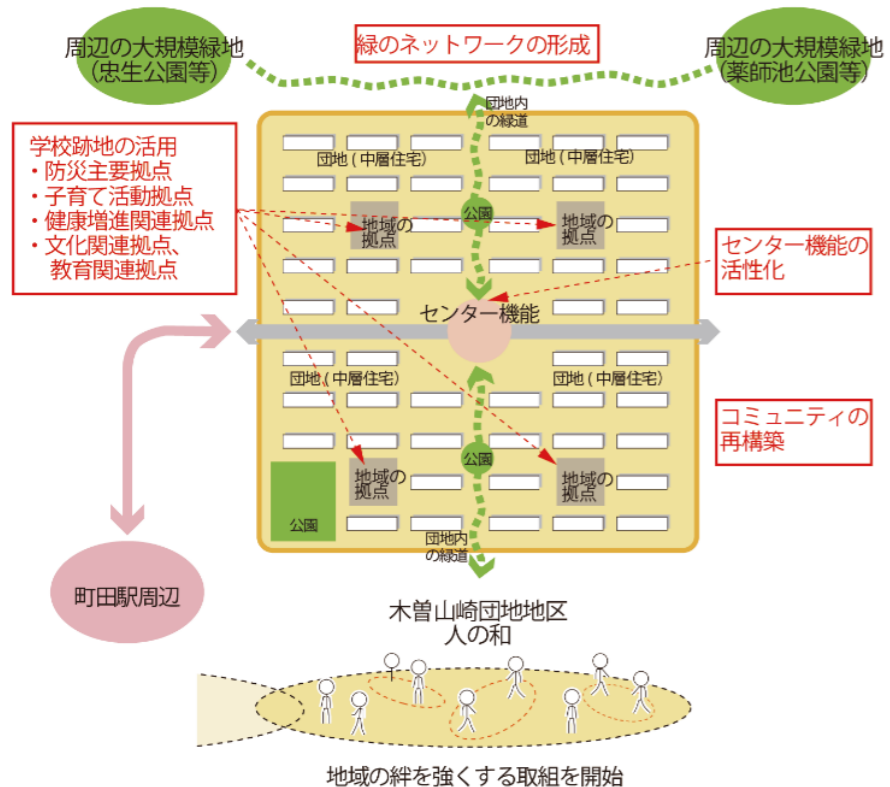 周辺の大規模緑地
（忠生公園等）
緑のネットワークの形成
周辺の大規模緑地
（薬師池公園等）
団地内
の緑道
学校跡地の活用
・防災主要拠点
・子育て活動拠点
・健康増進関連拠点
・文化関連拠点、
教育関連拠点
団地（中層住宅）
団地（中層住宅）
地域の
拠点
公園
地域の
拠点
センター機能の
活性化
センター機能
団地（中層住宅）
団地（中層住宅）
コミュニティの
再構築
地域の
拠点
公園
地域の
拠点
公園
団地内
の緑道
町田駅周辺
木曽山崎団地地区
人の和
地域の絆を強くする取組を開始